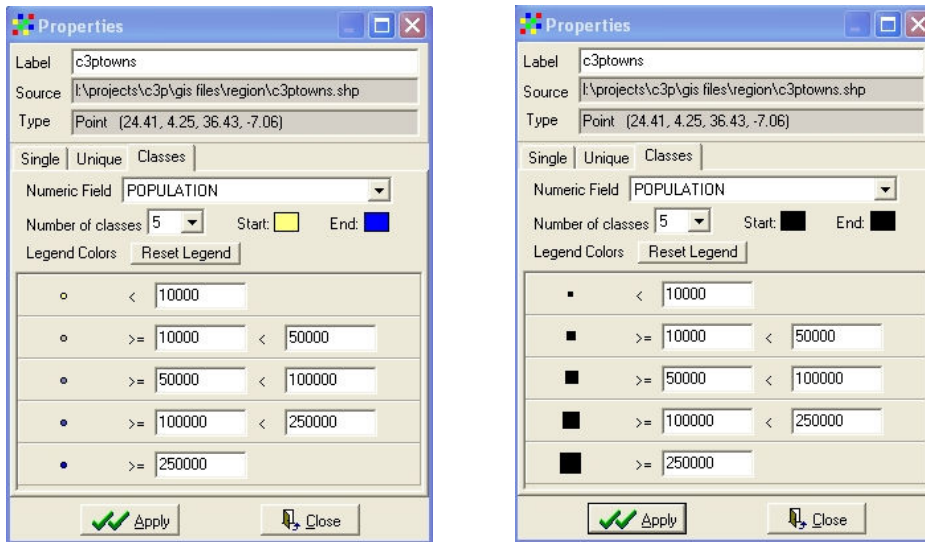 Properties
Label c3ptowns
Source I:\projects\c3p\gis files\region\c3ptowns.shp
Type Point (24.41, 4.25, 36.43, -7.06)
Single Unique Classes
Numeric Field POPULATION
Number of classes 5 Start: End:
Legend Colors Reset Legend
< 10000
>= 10000 < 50000
>= 50000 < 100000
>= 100000 < 250000
>= 250000
Apply Close
Properties
Label c3ptowns
Source I:\projects\c3p\gis files\region\c3ptowns.shp
Type Point (24.41, 4.25, 36.43, -7.06)
Single Unique Classes
Numeric Field POPULATION
Number of classes 5 Start: End:
Legend Colors Reset Legend
< 10000
>= 10000 < 50000
>= 50000 < 100000
>= 100000 < 250000
>= 250000
Apply Close